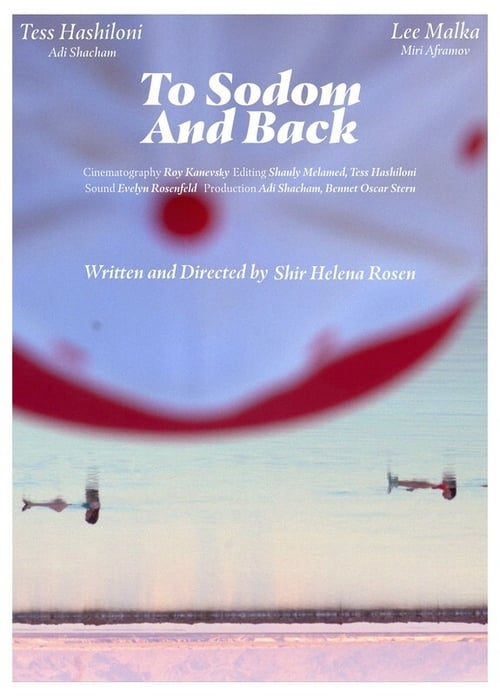 Tess Hashiloni
Adi Shacham
Lee Malka
Miri Aframov
To Sodom
And Back
Cinematography Roy Kanevsky Editing Shauly Melamed, Tess Hashiloni
Sound Evelyn Rosenfeld Production Adi Shacham, Bennet Oscar Stern
Written and Directed by Shir Helena Rosen